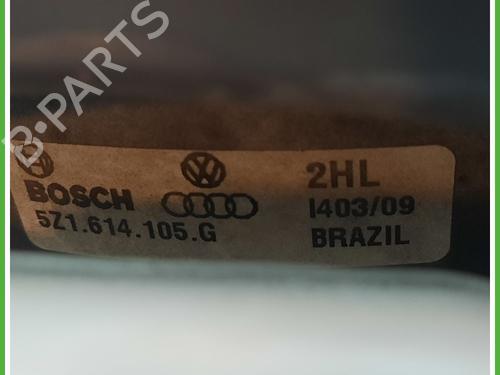 B-PARTS
BOSCH
5Z1.614.105.G
2HL
I403/09
BRAZIL